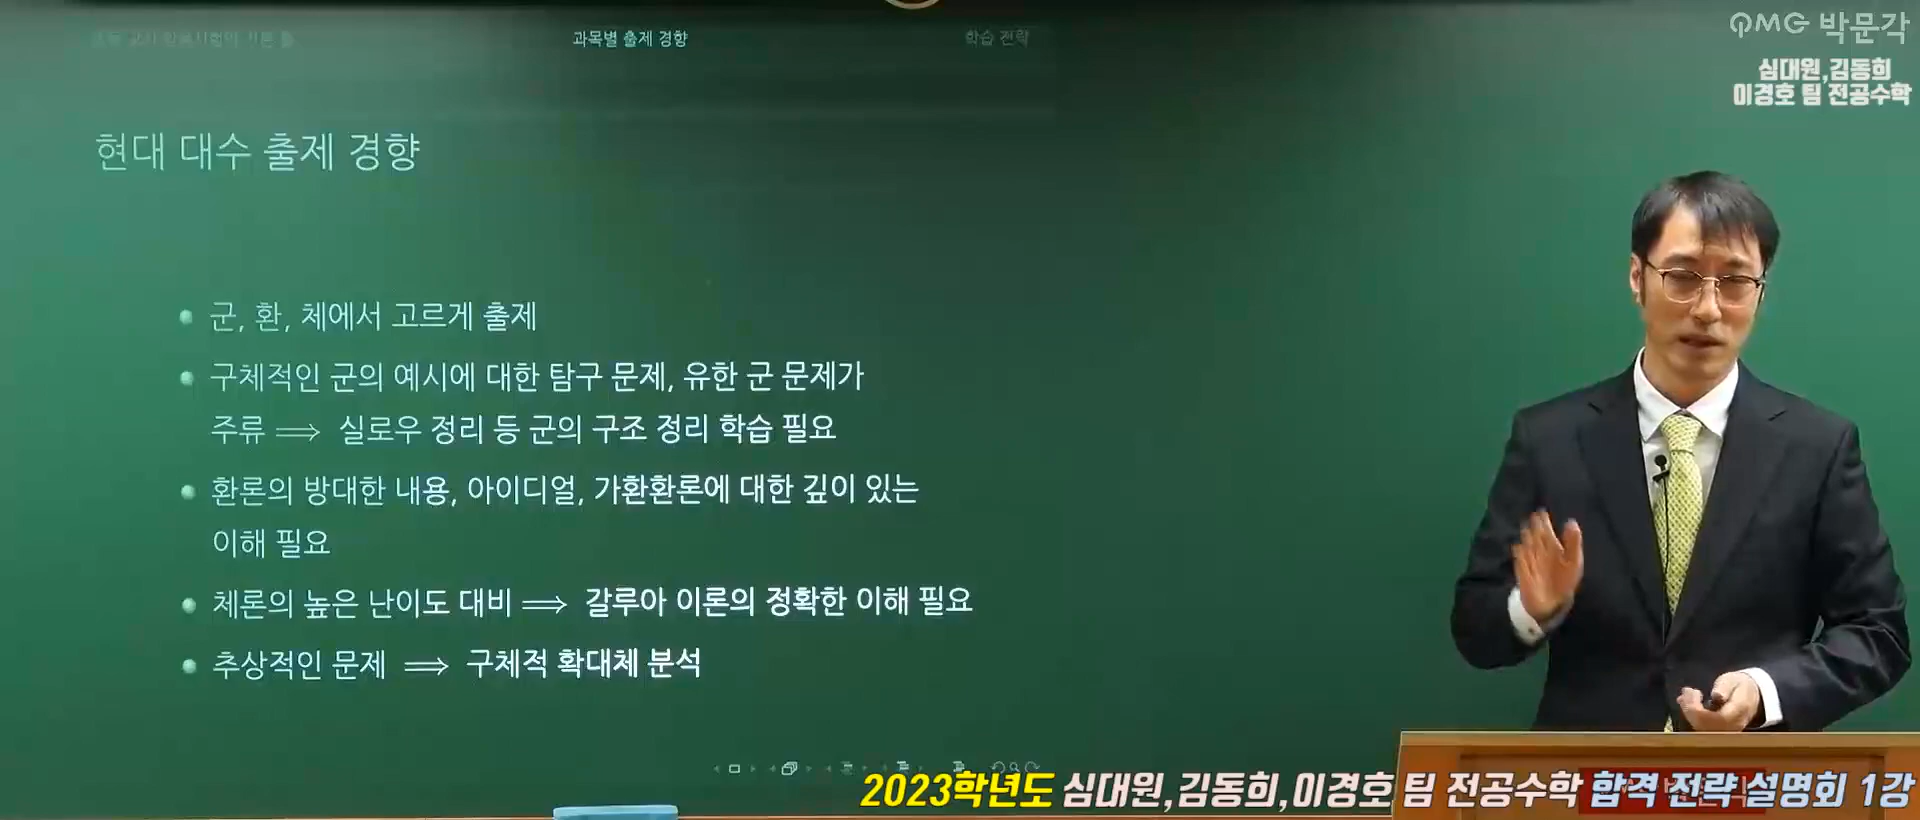 과목별 출제 경향
학습 전략
PMG 박문각
심대원,김동희
이경호 팀 전공수학
현대 대수 출제 경향
• 군, 환, 체에서 고르게 출제
• 구체적인 군의 예시에 대한 탐구 문제, 유한 군 문제가
주류 ⟹ 실로우 정리 등 군의 구조 정리 학습 필요
• 환론의 방대한 내용, 아이디얼, 가환환론에 대한 깊이 있는
이해 필요
• 체론의 높은 난이도 대비 ⟹ 갈루아 이론의 정확한 이해 필요
• 추상적인 문제 ⟹ 구체적 확대체 분석
2023학년도 심대원,김동희,이경호 팀 전공수학 합격 전략 설명회 1강